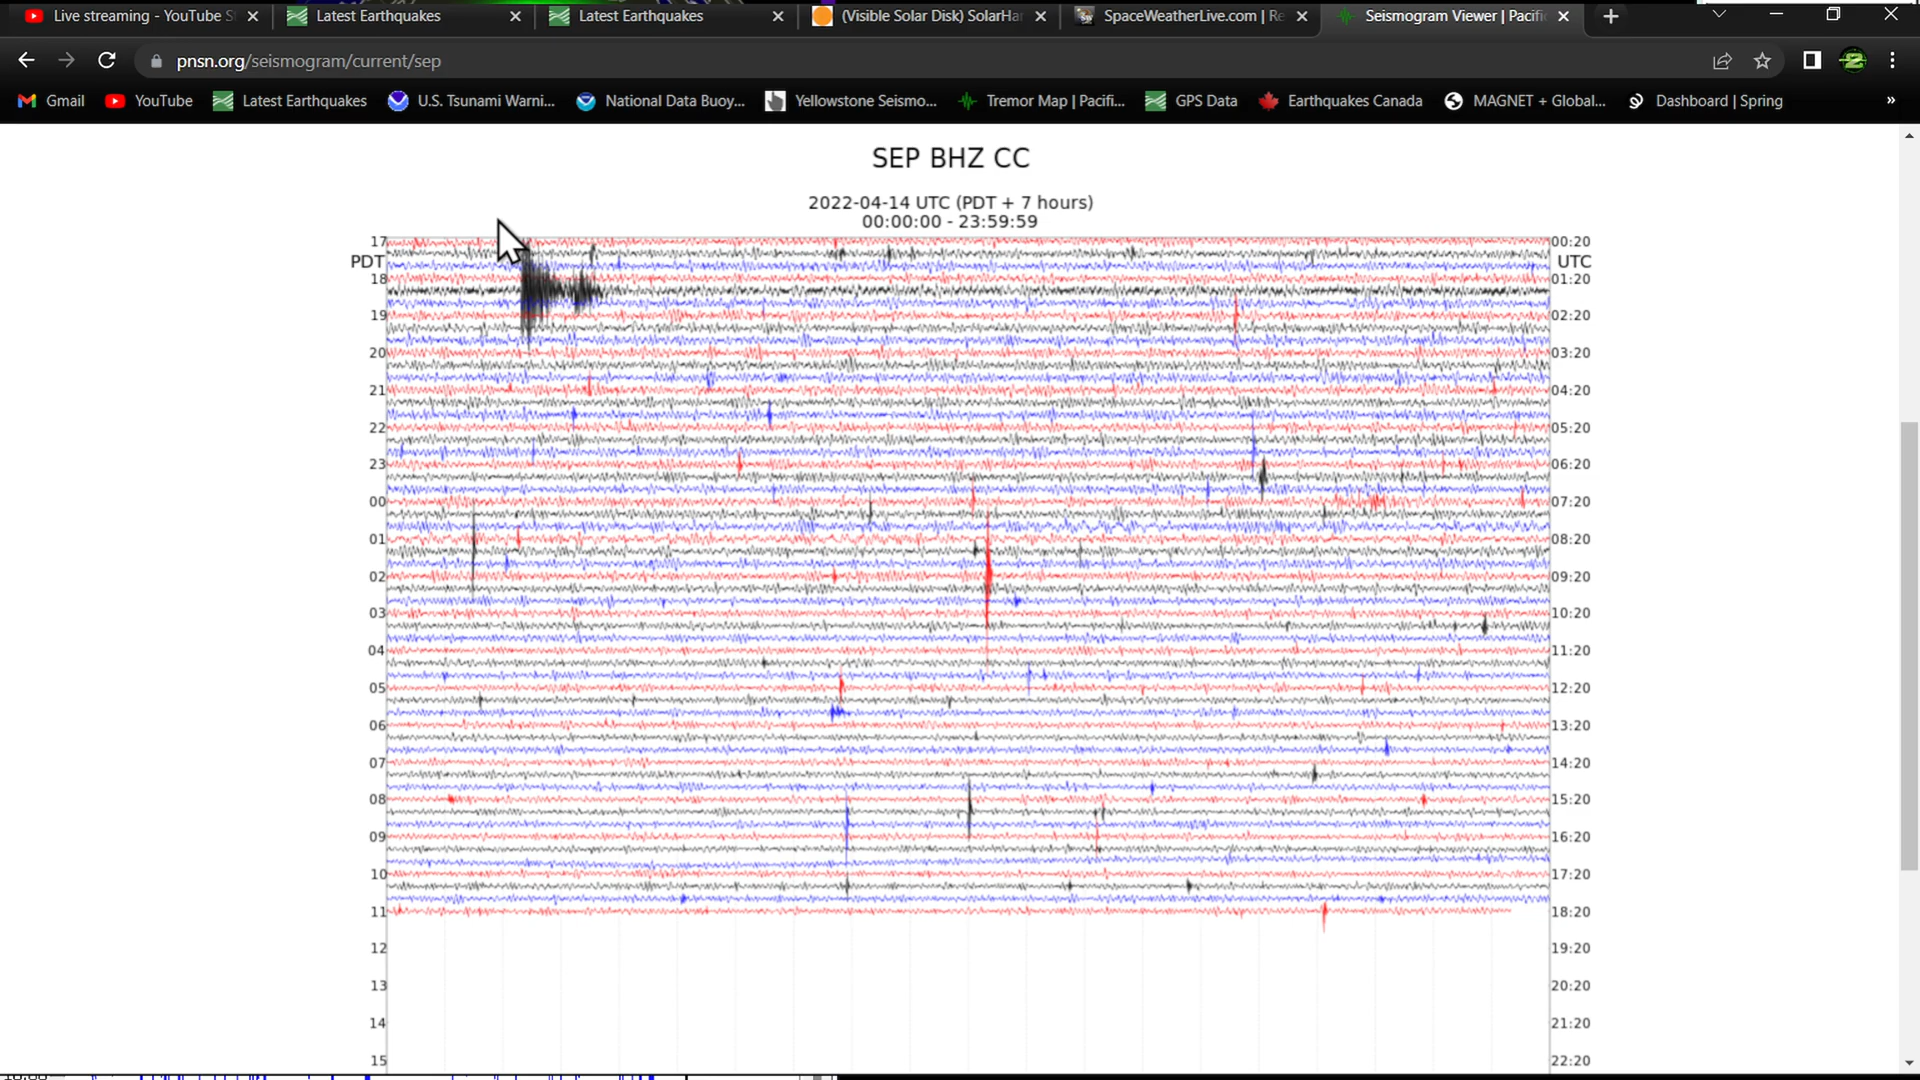 Live streaming - YouTube S
Latest Earthquakes
Latest Earthquakes
(Visible Solar Disk) SolarHa
SpaceWeatherLive.com | Re
Seismogram Viewer | Pacifi
pnsn.org/seismogram/current/sep
Gmail
YouTube
Latest Earthquakes
U.S. Tsunami Warni...
National Data Buoy...
Yellowstone Seismo...
Tremor Map | Pacifi...
GPS Data
Earthquakes Canada
MAGNET + Global...
Dashboard | Spring
»
SEP BHZ CC
2022-04-14 UTC (PDT + 7 hours)
00:00:00 - 23:59:59
17 00:20
PDT UTC
18 01:20
19 02:20
20 03:20
21 04:20
22 05:20
23 06:20
00 07:20
01 08:20
02 09:20
03 10:20
04 11:20
05 12:20
06 13:20
07 14:20
08 15:20
09 16:20
10 17:20
11 18:20
12 19:20
13 20:20
14 21:20
15 22:20